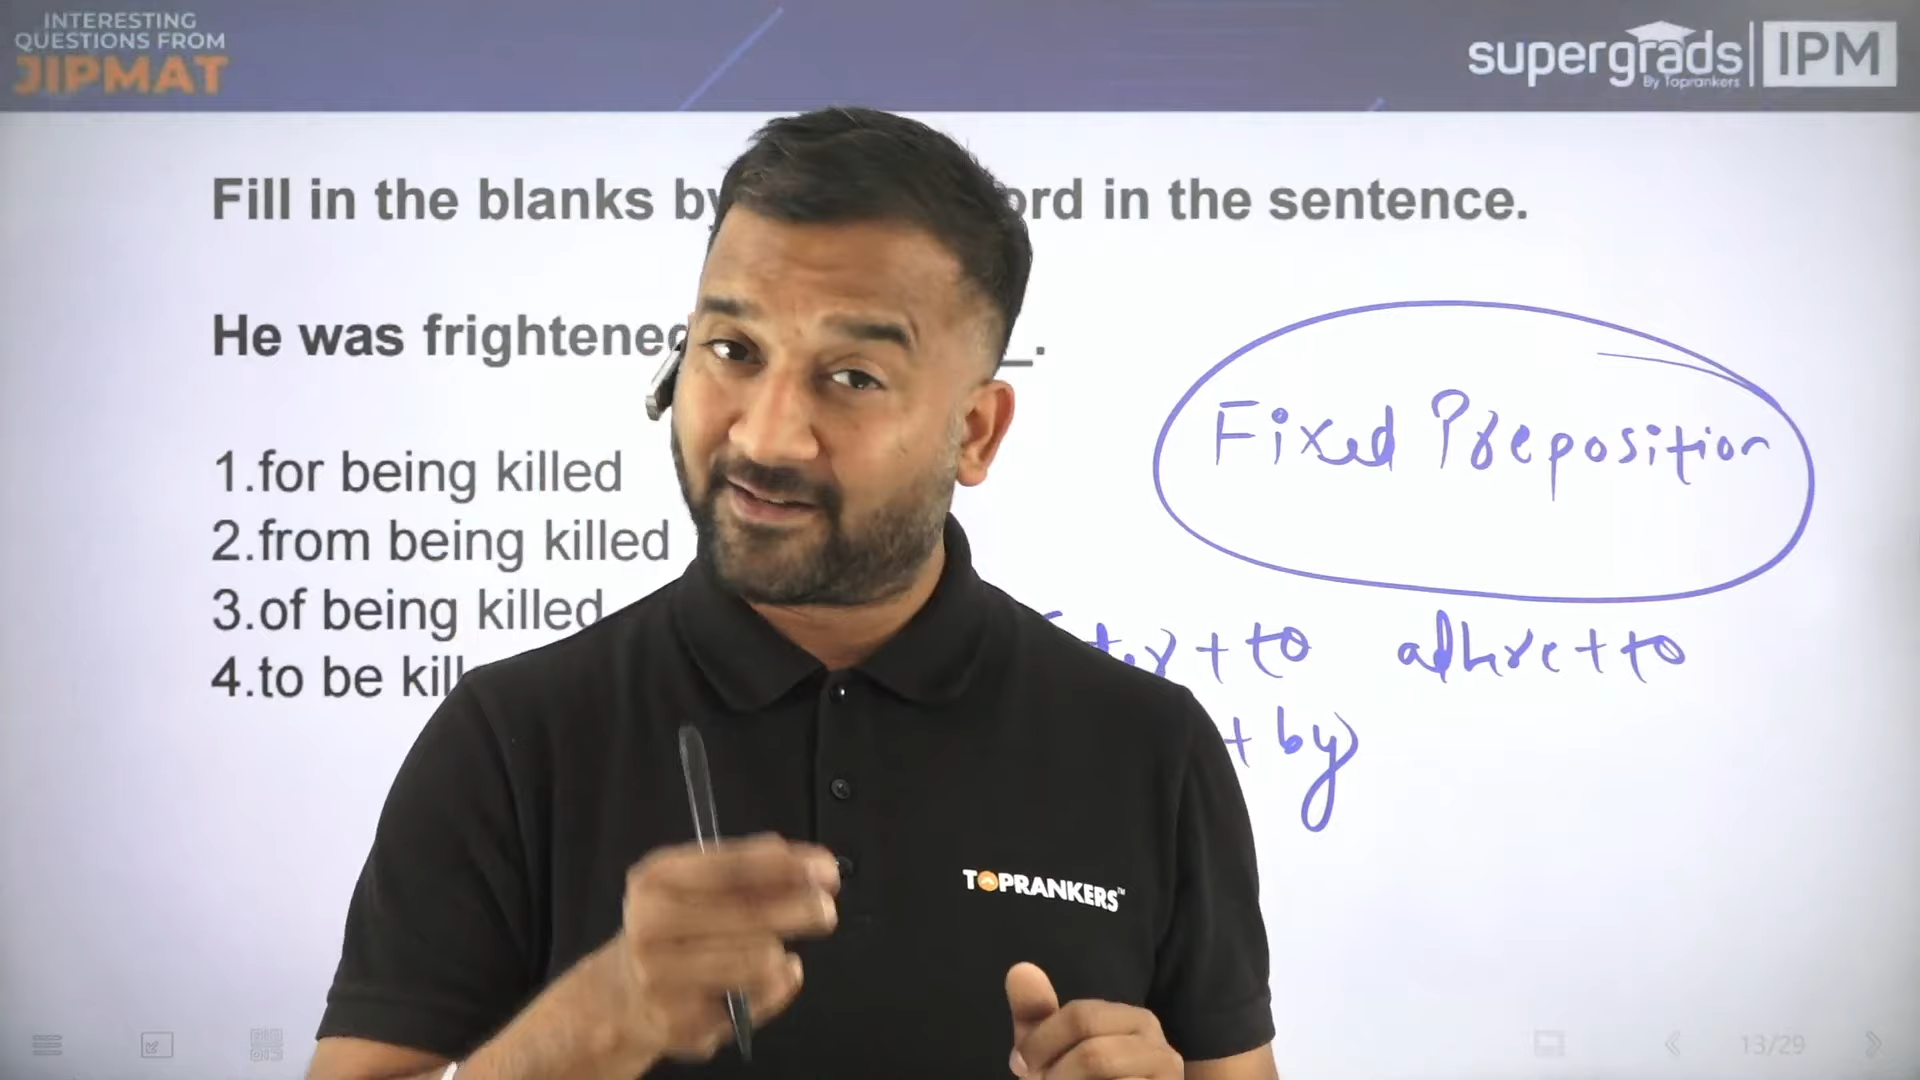 INTERESTING
QUESTIONS FROM
JIPMAT
supergrads
By Toprankers
IPM
Fill in the blanks by ord in the sentence.
He was frightened _.
1.for being killed
2.from being killed
3.of being killed
4.to be kill
Fixed Preposition
+ to adhere + to
+ by
TOPRANKERS™
13/29